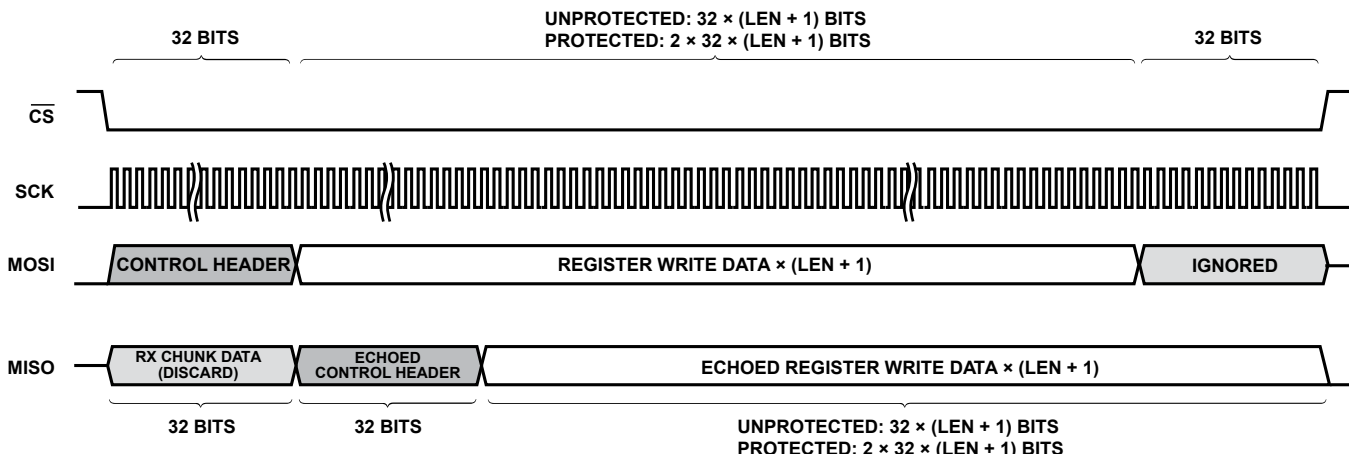 UNPROTECTED: 32 × (LEN + 1) BITS
32 BITS
PROTECTED: 2 × 32 × (LEN + 1) BITS
32 BITS
CS
SCK
MOSI
CONTROL HEADER
REGISTER WRITE DATA × (LEN + 1)
IGNORED
MISO
RX CHUNK DATA
(DISCARD)
ECHOED
CONTROL HEADER
ECHOED REGISTER WRITE DATA × (LEN + 1)
32 BITS
32 BITS
UNPROTECTED: 32 × (LEN + 1) BITS
PROTECTED: 2 × 32 × (LEN + 1) BITS